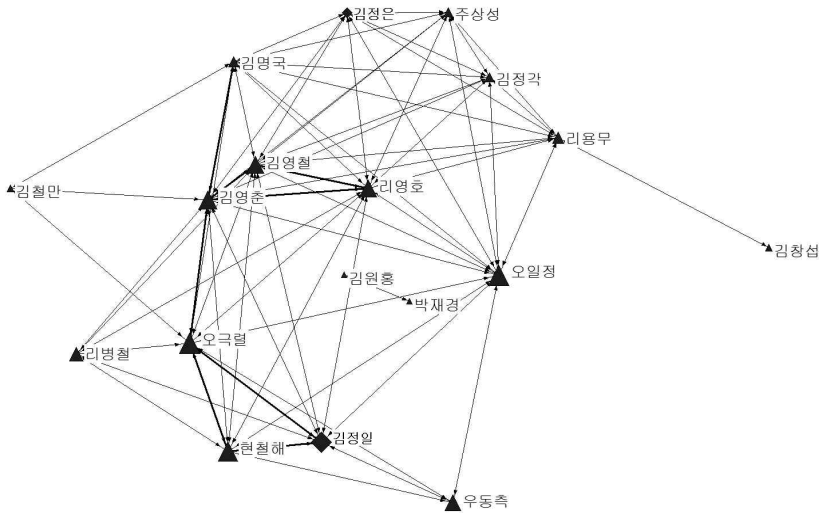 김정은
주상성
김명국
김정각
리용무
김영철
리영호
김철만
김영춘
김창섭
오일정
김원홍
박재경
오극렬
리병철
김정일
현철해
우동측